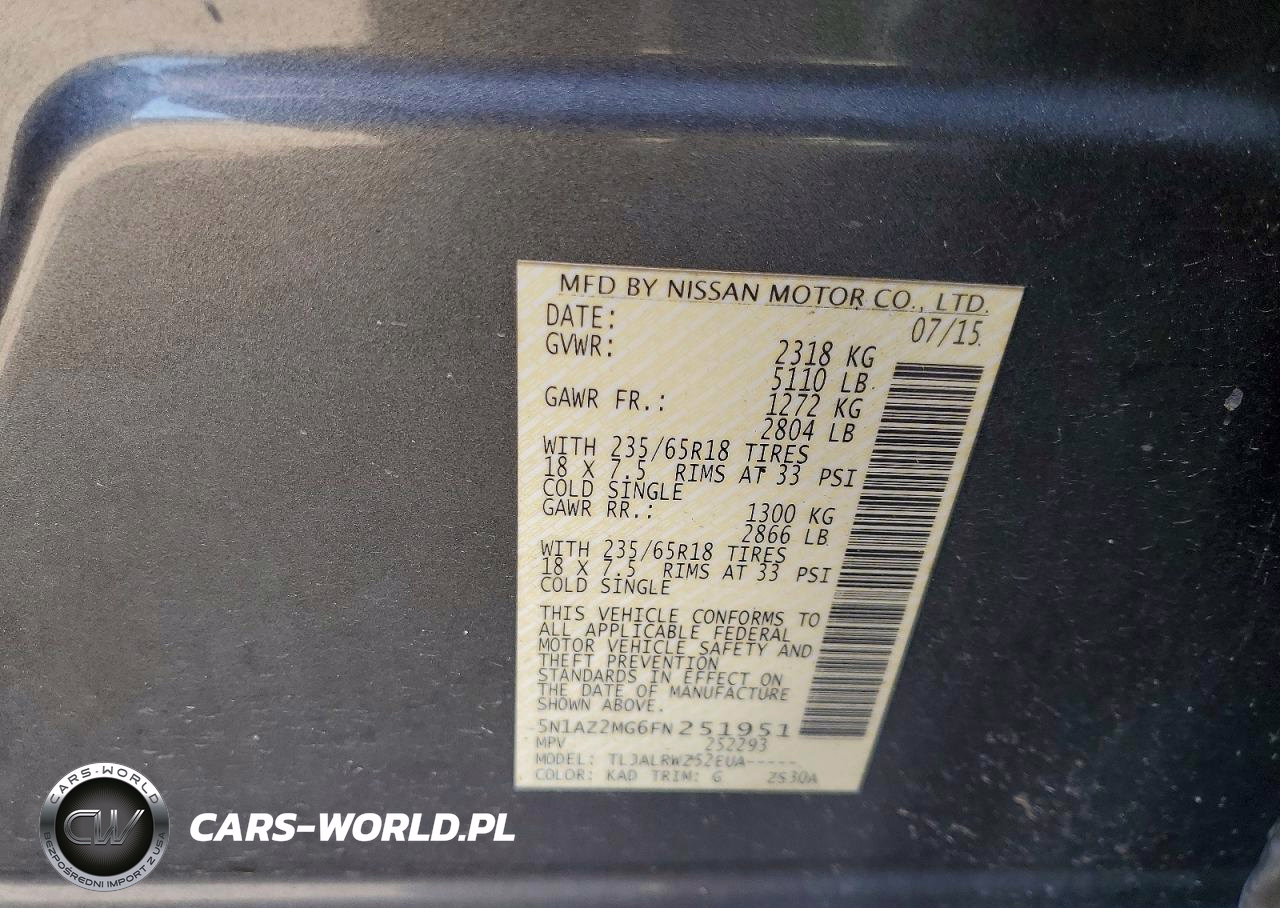 MFD BY NISSAN MOTOR CO., LTD.
DATE: 07/15
GVWR: 2318 KG
5110 LB
GAWR FR.: 1272 KG
2804 LB
WITH 235/65R18 TIRES
18 X 7.5 RIMS AT 33 PSI
COLD SINGLE
GAWR RR.: 1300 KG
2866 LB
WITH 235/65R18 TIRES
18 X 7.5 RIMS AT 33 PSI
COLD SINGLE
THIS VEHICLE CONFORMS TO
ALL APPLICABLE FEDERAL
MOTOR VEHICLE SAFETY AND
THEFT PREVENTION
STANDARDS IN EFFECT ON
THE DATE OF MANUFACTURE
SHOWN ABOVE.
5N1AZ2MG6FN251951
MPV 252293
MODEL: TLJALRWZ52EUA-----
COLOR: KAD TRIM: G ZS30A
CARS-WORLD
CW
BEZPOŚREDNI IMPORT Z USA
CARS-WORLD.PL